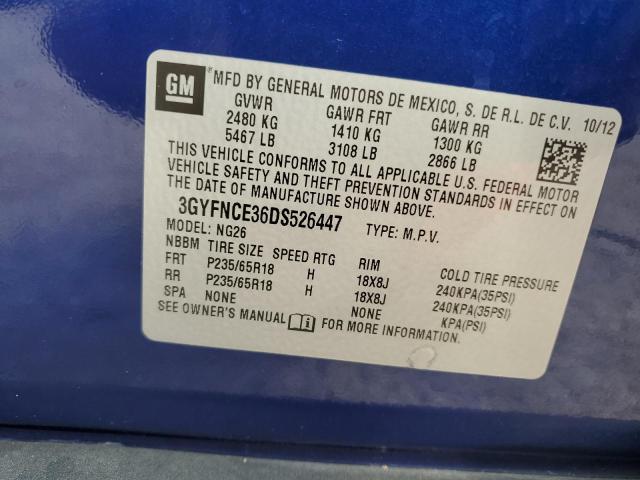 GM
® MFD BY GENERAL MOTORS DE MEXICO, S. DE R.L. DE C.V. 10/12
GVWR GAWR FRT GAWR RR
2480 KG 1410 KG 1300 KG
5467 LB 3108 LB 2866 LB
THIS VEHICLE CONFORMS TO ALL APPLICABLE U.S. FEDERAL MOTOR
VEHICLE SAFETY AND THEFT PREVENTION STANDARDS IN EFFECT ON
THE DATE OF MANUFACTURE SHOWN ABOVE.
3GYFNCE36DS526447 TYPE: M.P.V.
MODEL: NG26
NBBM TIRE SIZE SPEED RTG RIM COLD TIRE PRESSURE
FRT P235/65R18 H 18X8J 240KPA(35PSI)
RR P235/65R18 H 18X8J 240KPA(35PSI)
SPA NONE NONE KPA(PSI)
SEE OWNER'S MANUAL i FOR MORE INFORMATION.